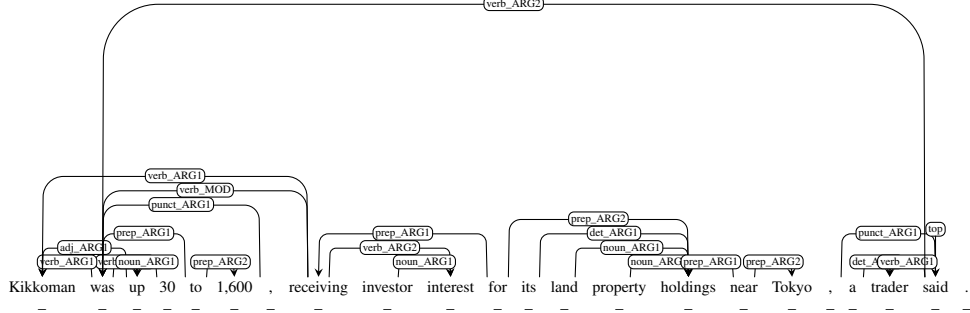 verb_ARG2
verb_ARG1
verb_MOD
punct_ARG1
prep_ARG2
prep_ARG1 prep_ARG1 det_ARG1 punct_ARG1 top
adj_ARG1 verb_ARG2 noun_ARG1
verb_ARG1 noun_ARG1 prep_ARG2 noun_ARG1 prep_ARG1 prep_ARG2 verb_ARG1
Kikkoman was up 30 to 1,600 , receiving investor interest for its land property holdings near Tokyo , a trader said .
_ _ _ _ _ _ _ _ _ _ _ _ _ _ _ _ _ _ _ _ _ _